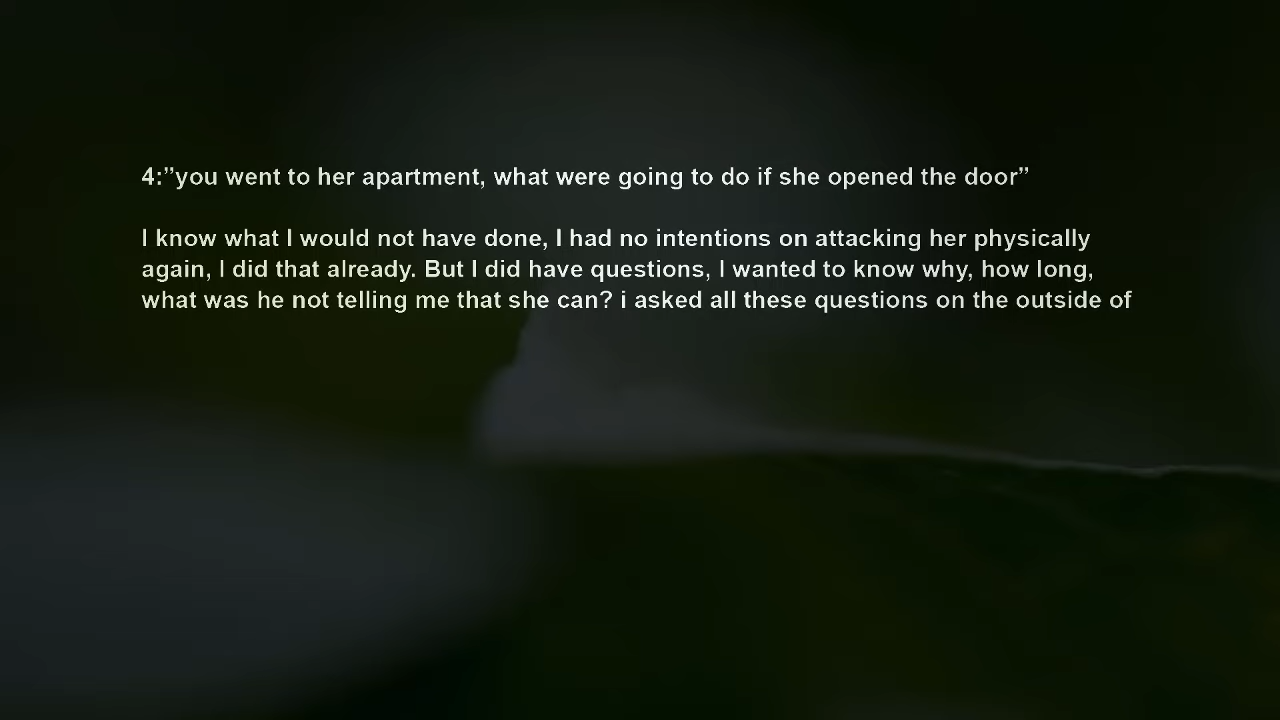 4:”you went to her apartment, what were going to do if she opened the door”
I know what I would not have done, I had no intentions on attacking her physically
again, I did that already. But I did have questions, I wanted to know why, how long,
what was he not telling me that she can? i asked all these questions on the outside of